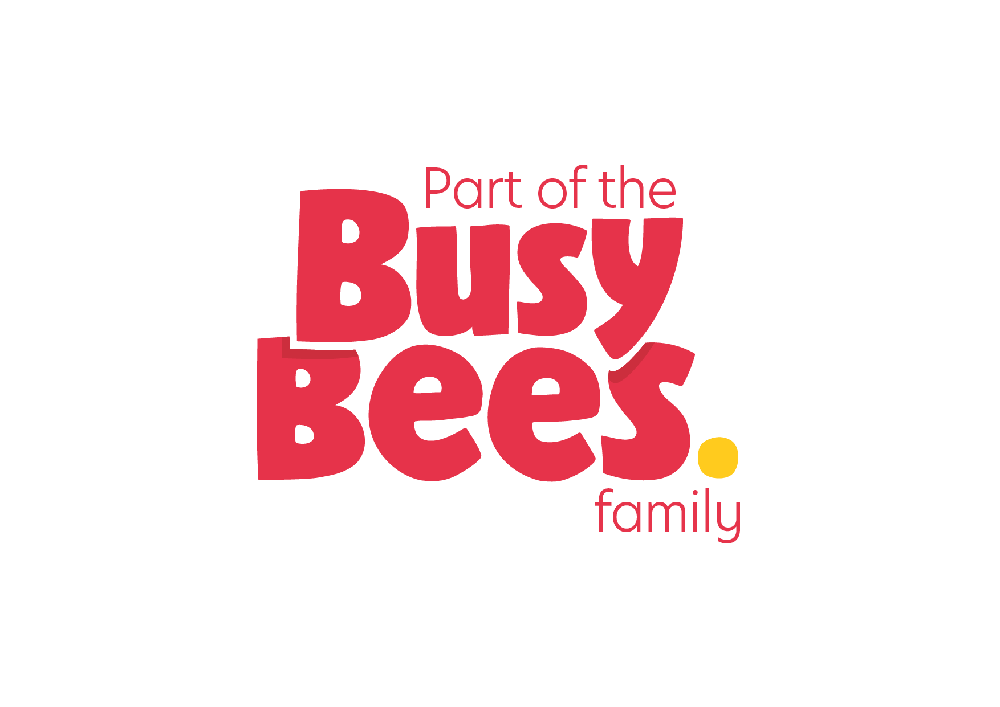 Part of the
Busy
Bees.
family